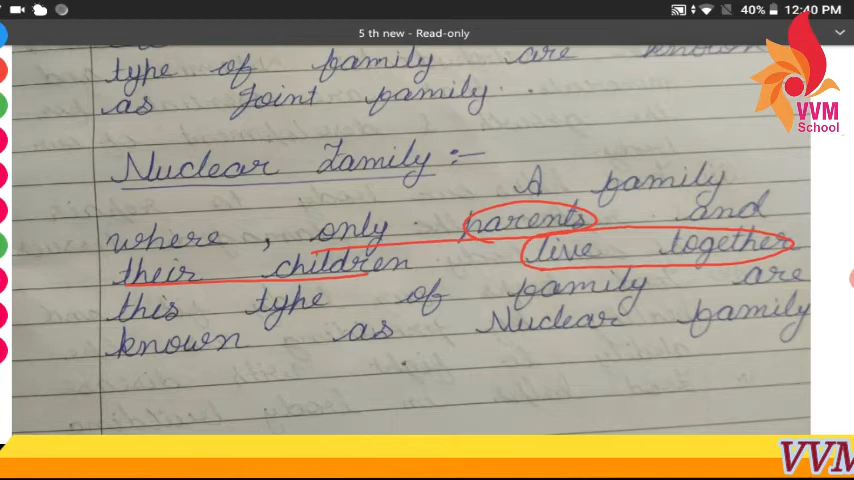 40% 12:40 PM
5 th new - Read-only
type of family are known
as Joint family.
VVM
School
Nuclear Family :-
A family
where, only parents and
their children live together
this type of family are
known as Nuclear family
VVM